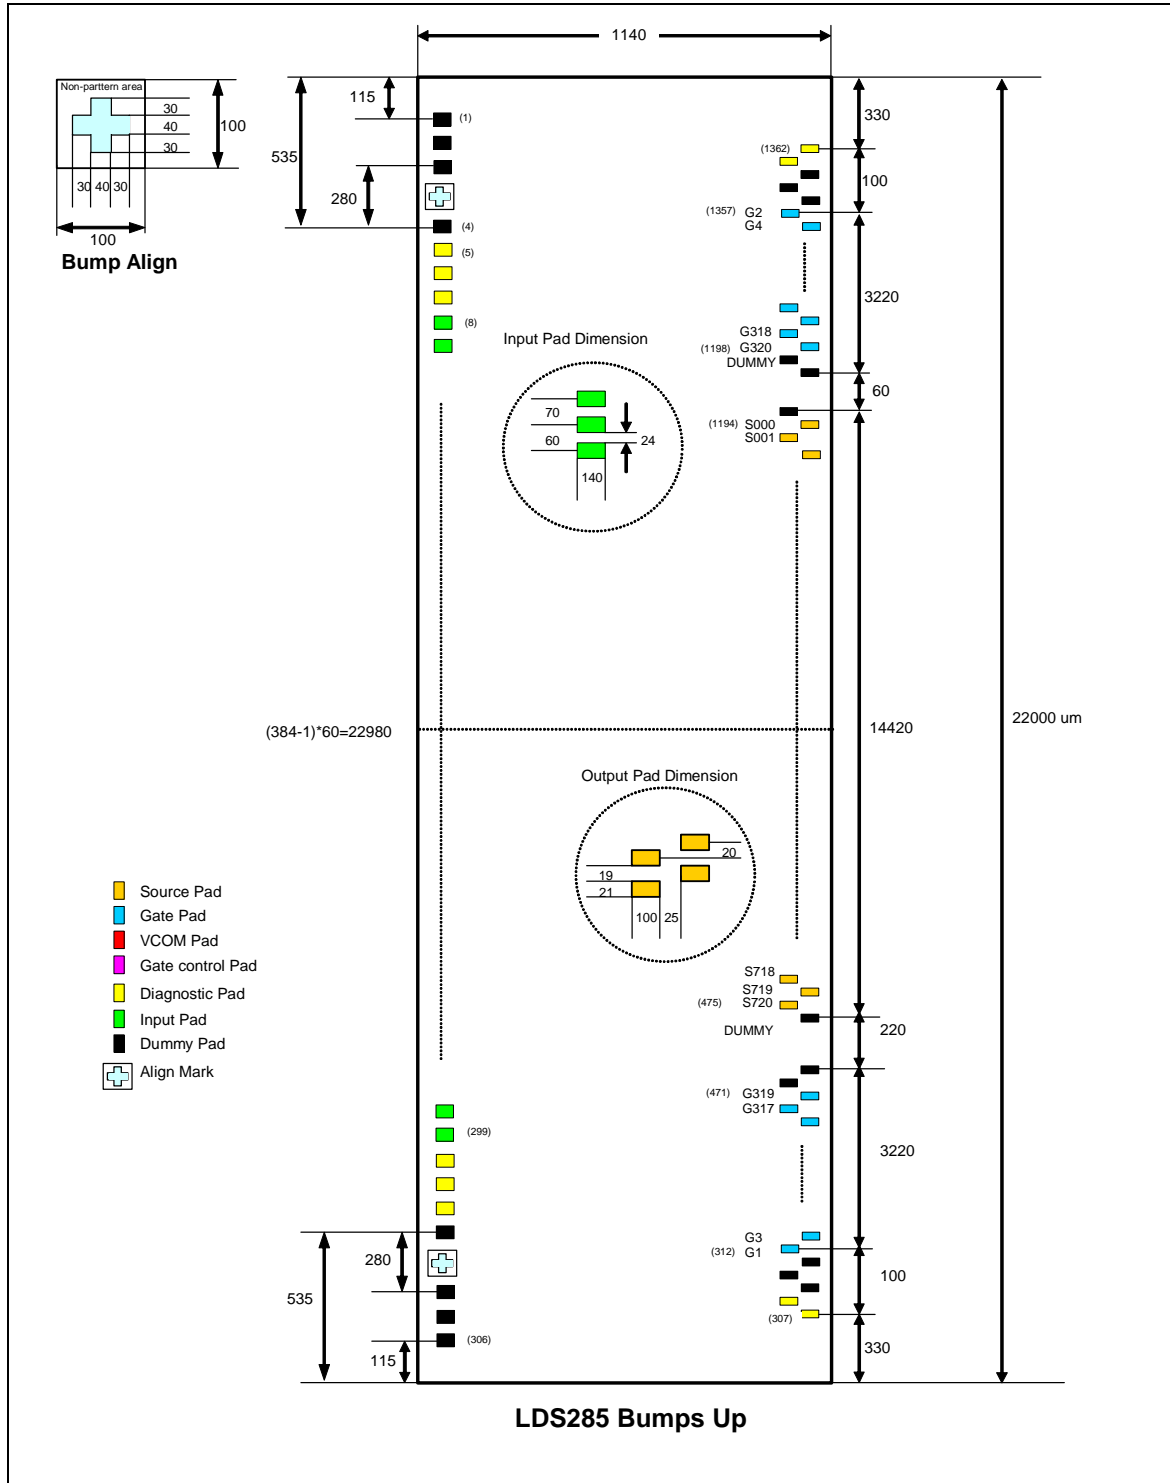 1140
Non-parttern area
30
40
30
100
30 40 30
100
Bump Align
115
535
280
(1)
(4)
(5)
(8)
330
(1362)
100
(1357) G2
G4
3220
G318
(1198) G320
DUMMY
60
(1194) S000
S001
Input Pad Dimension
70
60
24
140
(384-1)*60=22980
14420
22000 um
Output Pad Dimension
20
19
21
100 25
Source Pad
Gate Pad
VCOM Pad
Gate control Pad
Diagnostic Pad
Input Pad
Dummy Pad
Align Mark
S718
S719
(475) S720
DUMMY
220
(471) G319
G317
3220
G3
(312) G1
100
(307)
330
(299)
280
535
(306)
115
LDS285 Bumps Up